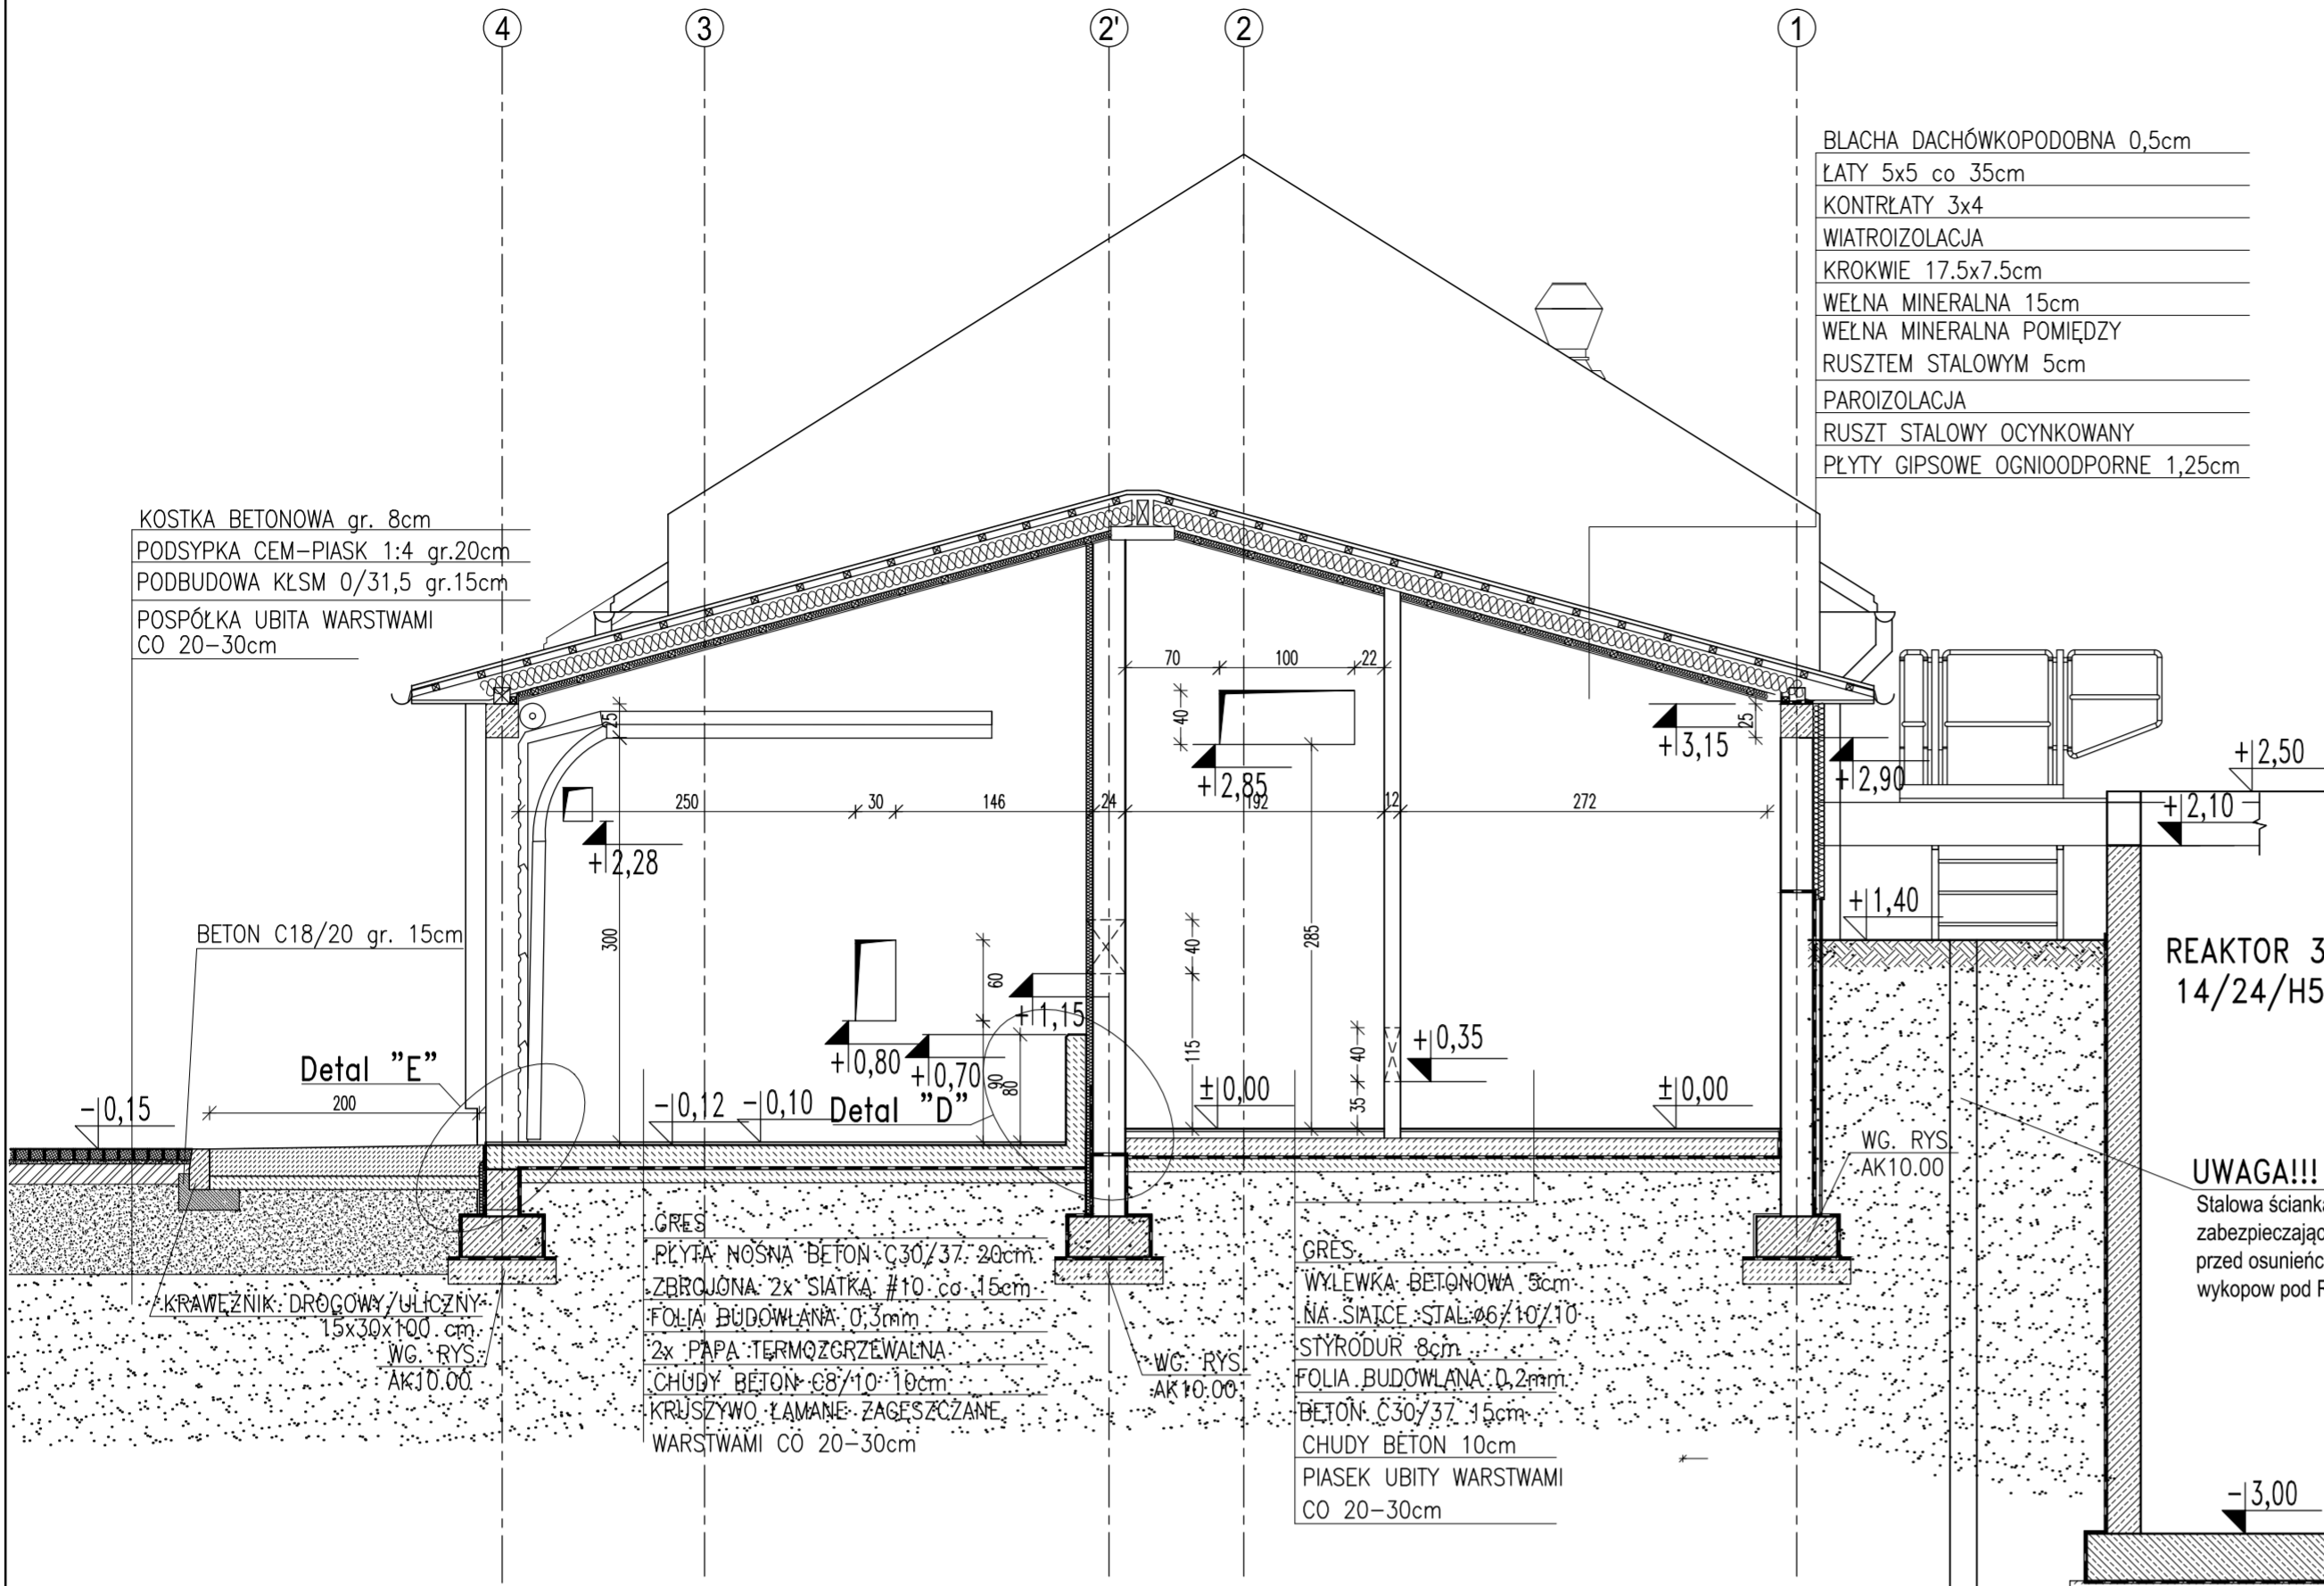 4
3
2'
2
1
BLACHA DACHÓWKOPODOBNA 0,5cm
ŁATY 5x5 co 35cm
KONTRŁATY 3x4
WIATROIZOLACJA
KROKWIE 17.5x7.5cm
WEŁNA MINERALNA 15cm
WEŁNA MINERALNA POMIĘDZY
RUSZTEM STALOWYM 5cm
PAROIZOLACJA
RUSZT STALOWY OCYNKOWANY
PŁYTY GIPSOWE OGNIOODPORNE 1,25cm
KOSTKA BETONOWA gr. 8cm
PODSYPKA CEM-PIASK 1:4 gr.20cm
PODBUDOWA KŁSM 0/31,5 gr.15cm
POSPÓŁKA UBITA WARSTWAMI
CO 20-30cm
70
100
22
40
25
+3,15
25
+2,90
+2,50
+2,85
+2,10
250
30
146
24
192
12
272
+2,28
+1,40
BETON C18/20 gr. 15cm
300
60
40
285
REAKTOR 3
14/24/H5
+1,15
+0,80
+0,70
90
80
115
40
35
+0,35
Detal "E"
200
-0,15
-0,12
-0,10
Detal "D"
±0,00
±0,00
WG. RYS.
AK10.00
UWAGA!!!
Stalowa ścianka
zabezpieczając
przed osunieńc
wykopow pod R
GRES
PŁYTA NOŚNA BETON C30/37 20cm
ZBROJONA 2x SIATKA #10 co 15cm
FOLIA BUDOWLANA 0,3mm
2x PAPA TERMOZGRZEWALNA
CHUDY BETON C8/10 10cm
KRUSZYWO ŁAMANE ZAGĘSZCZANE
WARSTWAMI CO 20-30cm
GRES
WYLEWKA BETONOWA 5cm
NA SIATCE STAL ø6/10/10
STYRODUR 8cm
FOLIA BUDOWLANA 0,2mm
BETON C30/37 15cm
CHUDY BETON 10cm
PIASEK UBITY WARSTWAMI
CO 20-30cm
KRAWĘŻNIK DROGOWY/ULICZNY
15x30x100 cm
WG. RYS.
AK10.00
WG. RYS.
AK10.00
-3,00